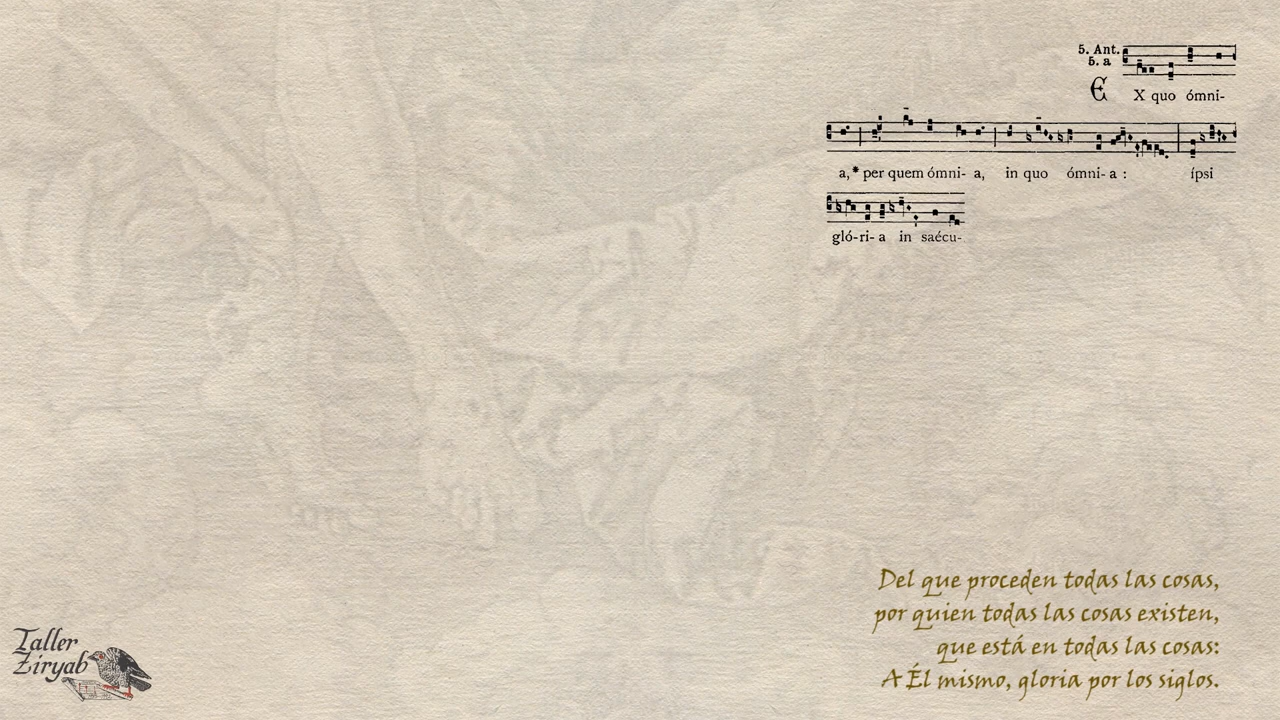 5. Ant.
5. a
EX quo ómni-
a,* per quem ómni- a, in quo ómni- a : ípsi
gló-ri- a in saécu-
Del que proceden todas las cosas,
por quien todas las cosas existen,
que está en todas las cosas:
A Él mismo, gloria por los siglos.
Taller
Ziryab